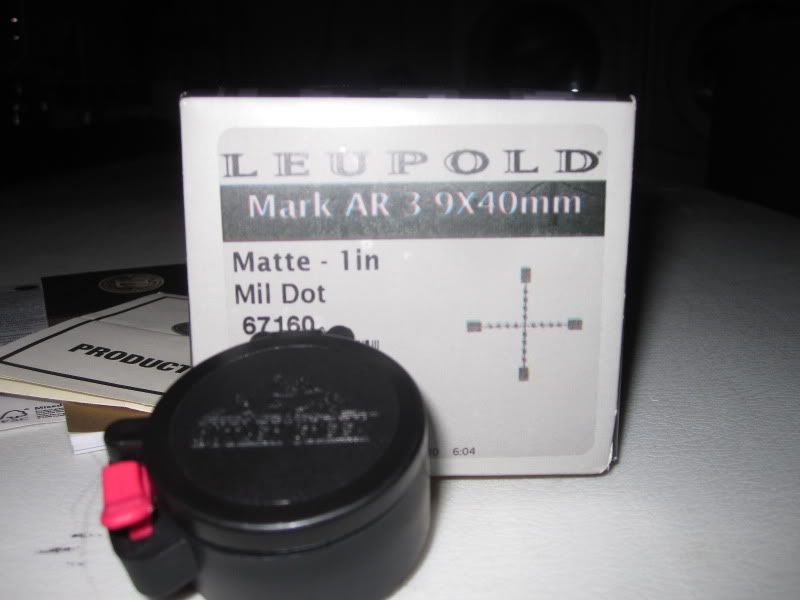 LEUPOLD
Mark AR 3-9X40mm
Matte - 1in
Mil Dot
67160
6:04
PRODUCT